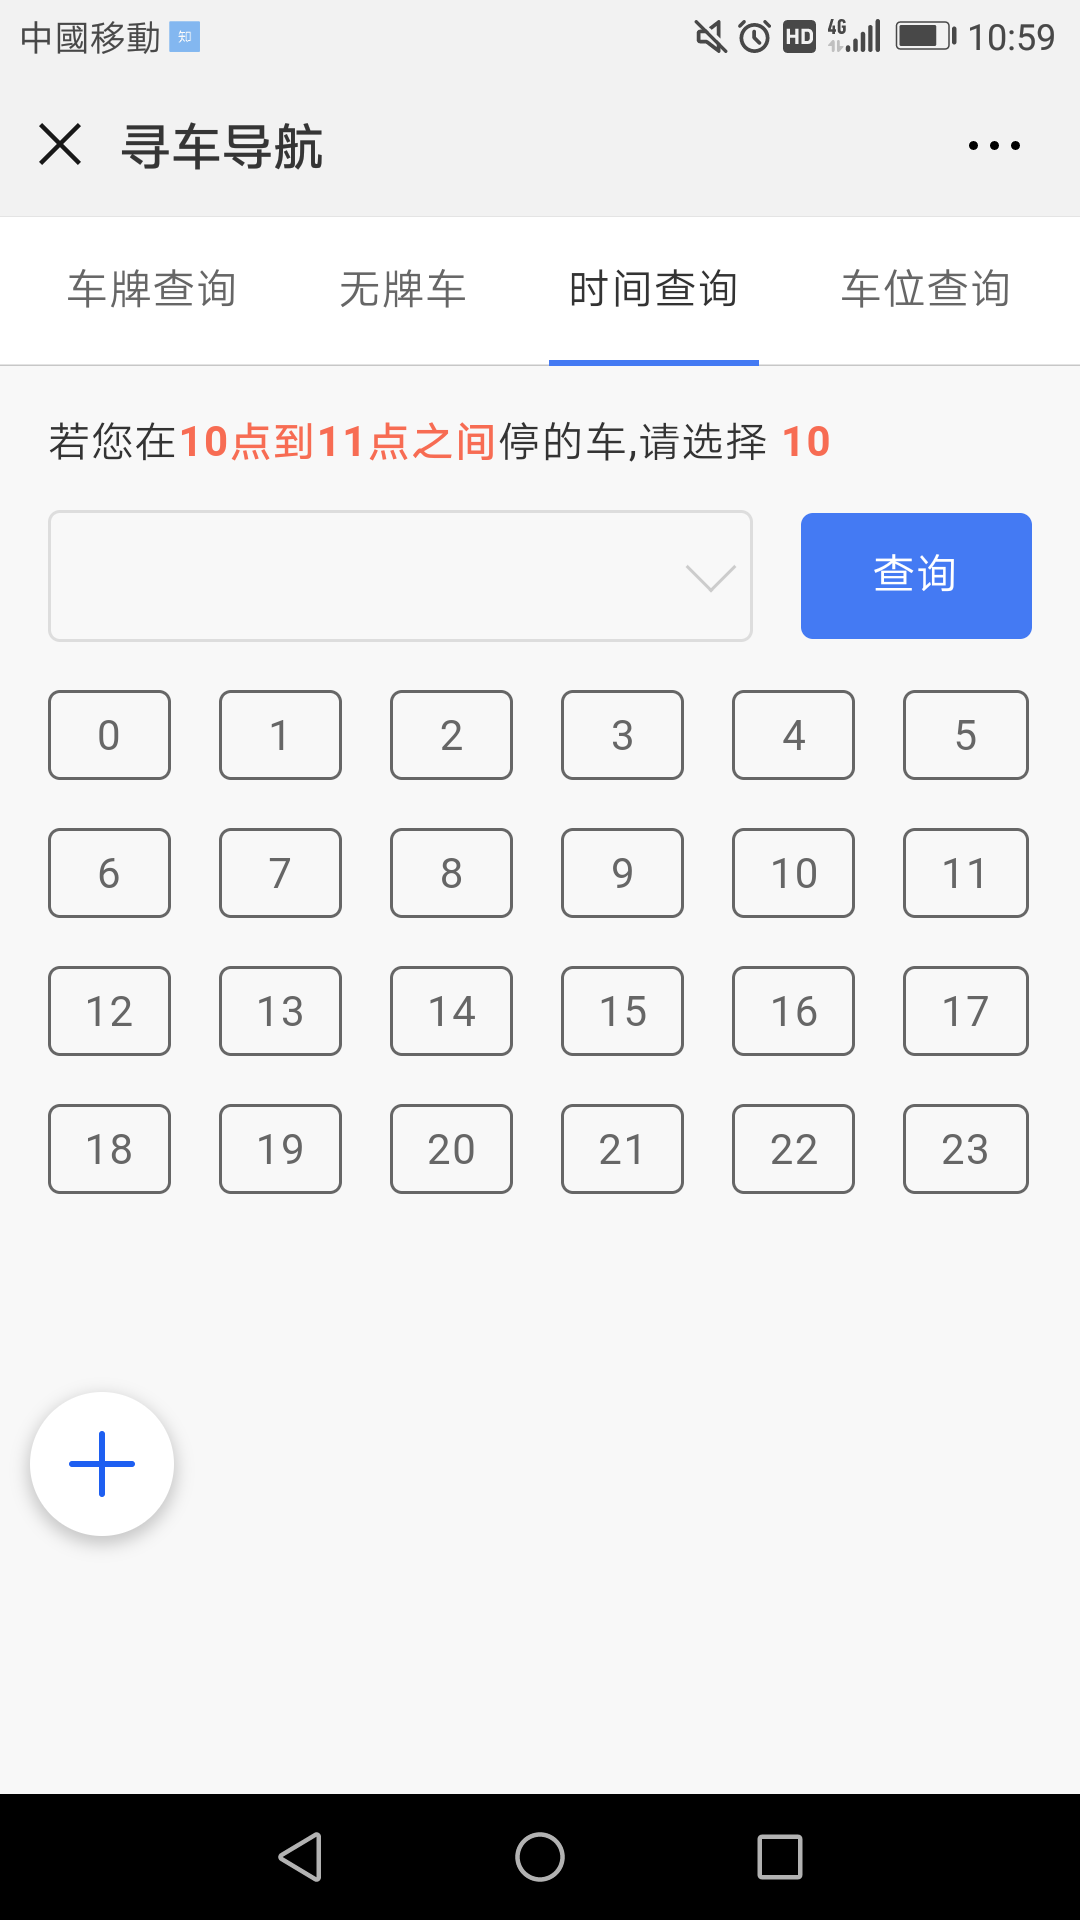 中國移動 知 HD 4G 10:59
寻车导航
车牌查询 无牌车 时间查询 车位查询
若您在10点到11点之间停的车,请选择 10
查询
0 1 2 3 4 5
6 7 8 9 10 11
12 13 14 15 16 17
18 19 20 21 22 23